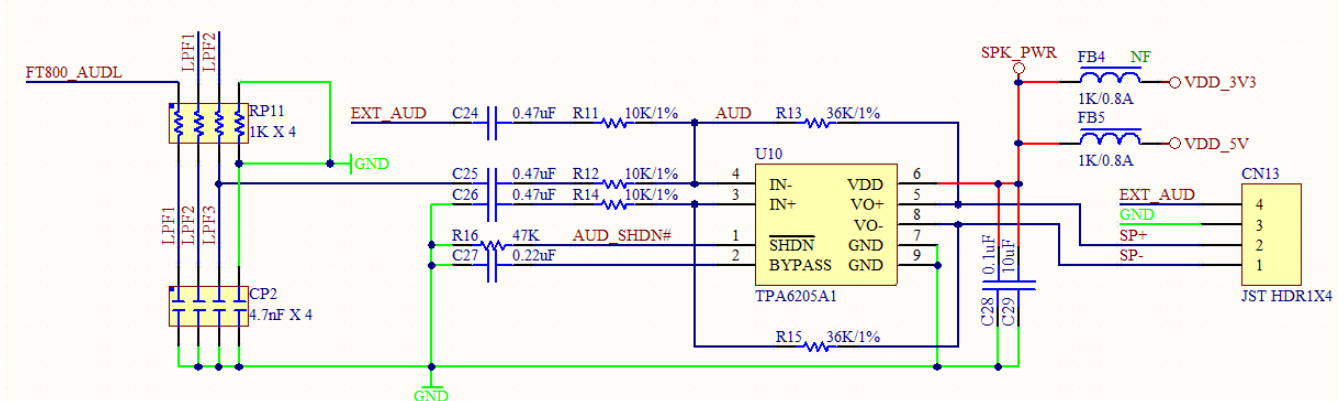 SPK_PWR
FB4 NF
VDD_3V3
1K/0.8A
FB5
VDD_5V
1K/0.8A
LPF1
LPF2
FT800_AUDL
RP11
1K X 4
GND
EXT_AUD
C24 0.47uF R11 10K/1%
AUD
R13 36K/1%
U10
C25 0.47uF R12 10K/1%
4 IN- VDD 6
C26 0.47uF R14 10K/1%
3 IN+ VO+ 5
VO- 8
R16 47K AUD_SHDN#
1 SHDN GND 7
C27 0.22uF
2 BYPASS GND 9
TPA6205A1
LPF1
LPF2
LPF3
CP2
4.7nF X 4
R15 36K/1%
0.1uF
10uF
C28
C29
CN13
EXT_AUD 4
GND 3
SP+ 2
SP- 1
JST HDR1X4
GND